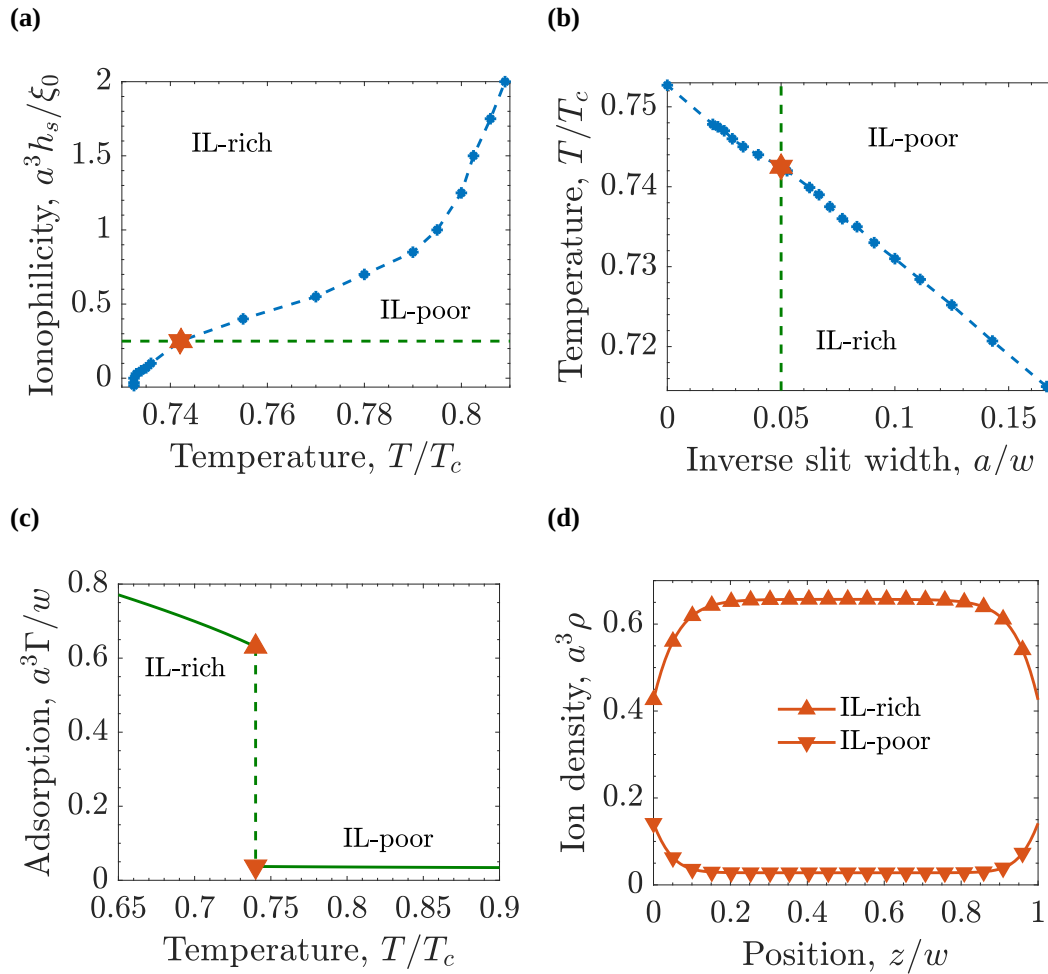 (a)
Ionophilicity, a³hₛ/ξ₀
2
1.5
1
0.5
0
IL-rich
IL-poor
0.74 0.76 0.78 0.8
Temperature, T/T_c
(b)
Temperature, T/T_c
0.75
0.74
0.73
0.72
IL-poor
IL-rich
0 0.05 0.1 0.15
Inverse slit width, a/w
(c)
Adsorption, a³Γ/w
0.8
0.6
0.4
0.2
0
IL-rich
IL-poor
0.65 0.7 0.75 0.8 0.85 0.9
Temperature, T/T_c
(d)
Ion density, a³ρ
0.6
0.4
0.2
0
IL-rich
IL-poor
0 0.2 0.4 0.6 0.8 1
Position, z/w